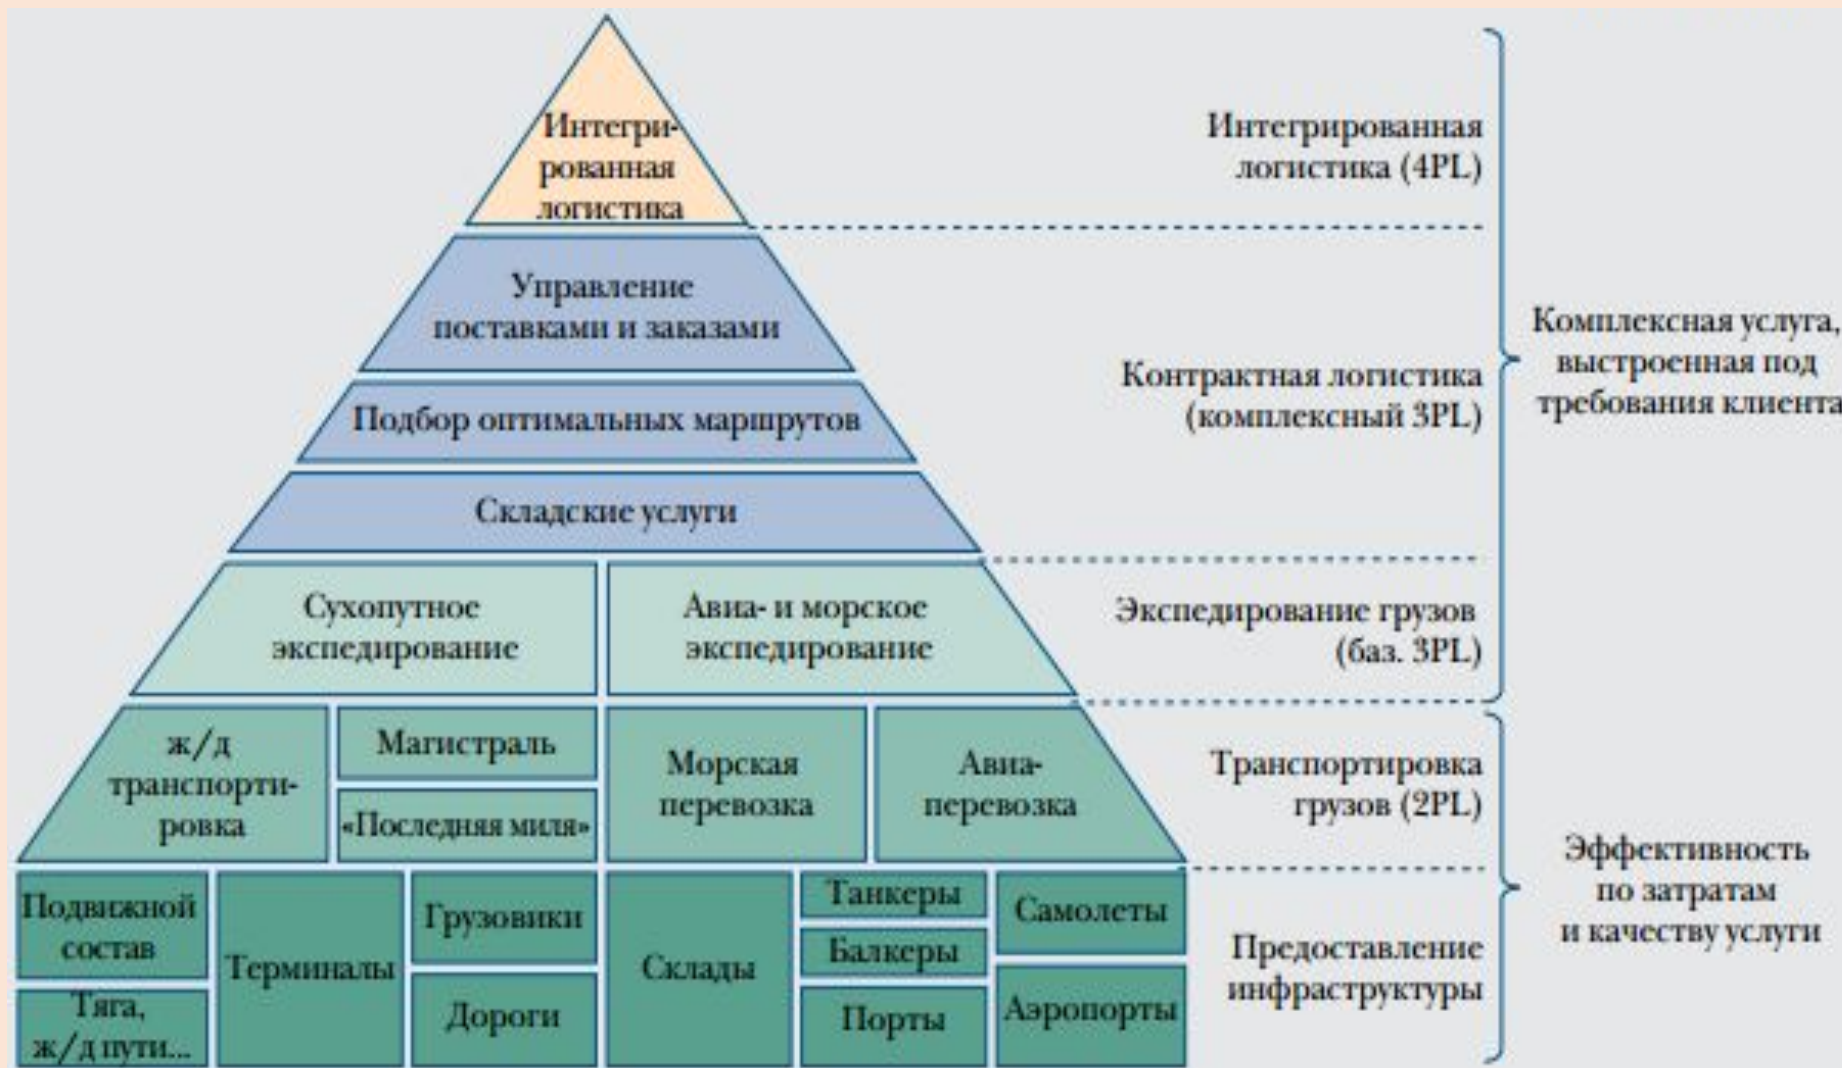 Интегри-
рованная
логистика
Интегрированная
логистика (4PL)
Управление
поставками и заказами
Подбор оптимальных маршрутов
Складские услуги
Контрактная логистика
(комплексный 3PL)
Комплексная услуга,
выстроенная под
требования клиента
Сухопутное
экспедирование
Авиа- и морское
экспедирование
Экспедирование грузов
(баз. 3PL)
ж/д
транспорти-
ровка
Магистраль
«Последняя миля»
Морская
перевозка
Авиа-
перевозка
Транспортировка
грузов (2PL)
Подвижной
состав
Тяга,
ж/д пути...
Терминалы
Грузовики
Дороги
Склады
Танкеры
Балкеры
Порты
Самолеты
Аэропорты
Предоставление
инфраструктуры
Эффективность
по затратам
и качеству услуги